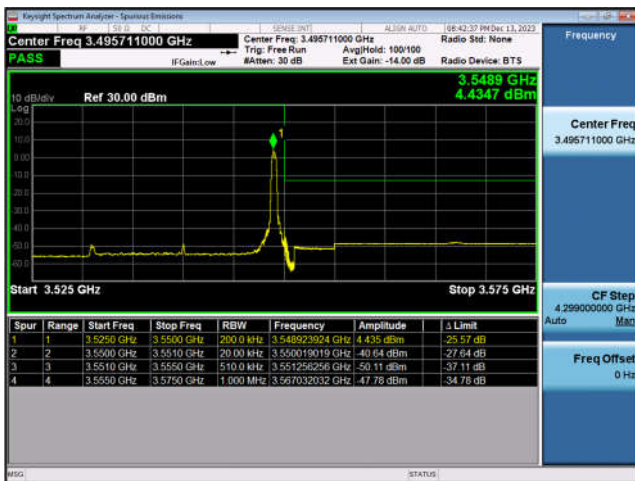 Keysight Spectrum Analyzer - Spurious Emissions
RF 50 Ω DC SENSE:INT ALIGN AUTO 08:42:37 PM Dec 13, 2023
Center Freq 3.495711000 GHz
Center Freq: 3.495711000 GHz
Radio Std: None
Trig: Free Run Avg|Hold: 100/100
PASS
IFGain:Low
#Atten: 30 dB Ext Gain: -14.00 dB Radio Device: BTS
3.5489 GHz
4.4347 dBm
10 dB/div Ref 30.00 dBm
Log
20.0
10.0
0.00
-10.0
-20.0
-30.0
-40.0
-50.0
-60.0
1
Start 3.525 GHz Stop 3.575 GHz
Spur Range Start Freq Stop Freq RBW Frequency Amplitude Δ Limit
1 1 3.5250 GHz 3.5500 GHz 200.0 kHz 3.548923924 GHz 4.435 dBm -25.57 dB
2 2 3.5500 GHz 3.5510 GHz 20.00 kHz 3.550019019 GHz -40.64 dBm -27.64 dB
3 3 3.5510 GHz 3.5550 GHz 510.0 kHz 3.551256256 GHz -50.11 dBm -37.11 dB
4 4 3.5550 GHz 3.5750 GHz 1.000 MHz 3.567032032 GHz -47.78 dBm -34.78 dB
Frequency
Center Freq
3.495711000 GHz
CF Step
4.299000000 GHz
Auto Man
Freq Offset
0 Hz
MSG STATUS